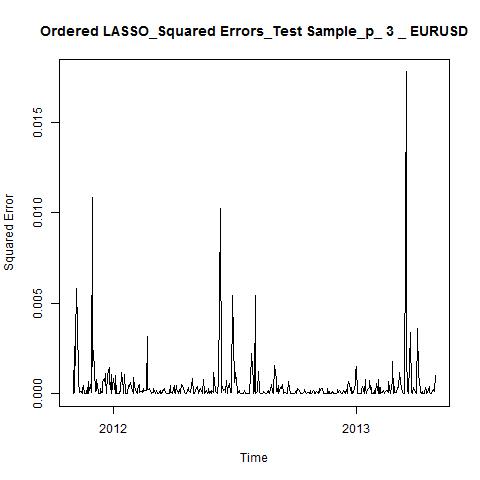 Ordered LASSO_Squared Errors_Test Sample_p_ 3 _ EURUSD
0.015
0.010
0.005
0.000
Squared Error
2012
2013
Time